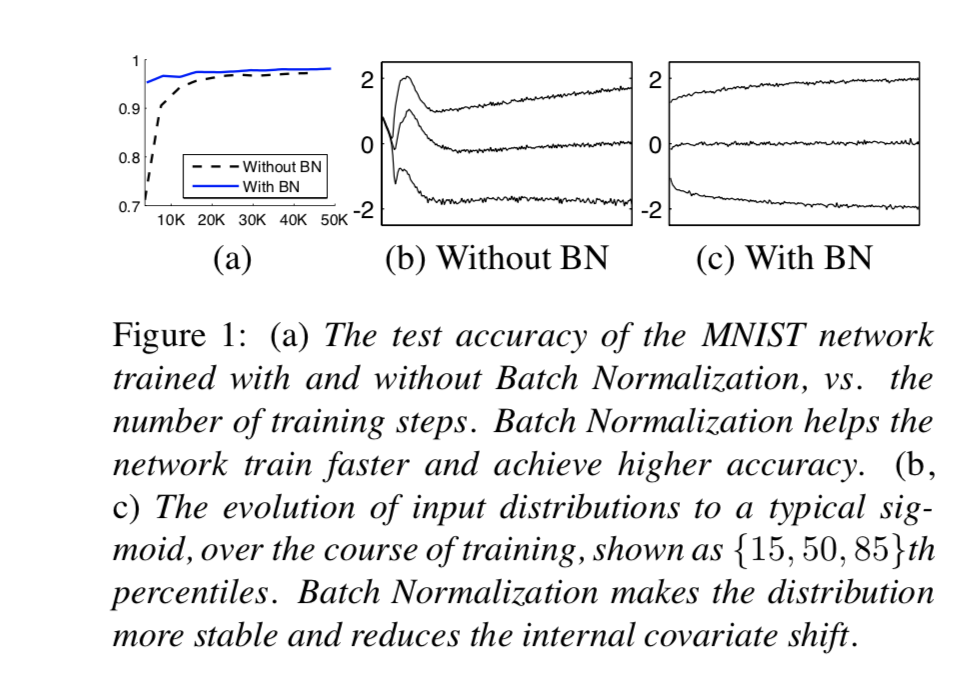 1
0.9
0.8
0.7
10K 20K 30K 40K 50K
Without BN
With BN
2
0
-2
2
0
-2
(a)
(b) Without BN
(c) With BN
Figure 1: (a) The test accuracy of the MNIST network
trained with and without Batch Normalization, vs. the
number of training steps. Batch Normalization helps the
network train faster and achieve higher accuracy. (b,
c) The evolution of input distributions to a typical sig-
moid, over the course of training, shown as {15, 50, 85}th
percentiles. Batch Normalization makes the distribution
more stable and reduces the internal covariate shift.